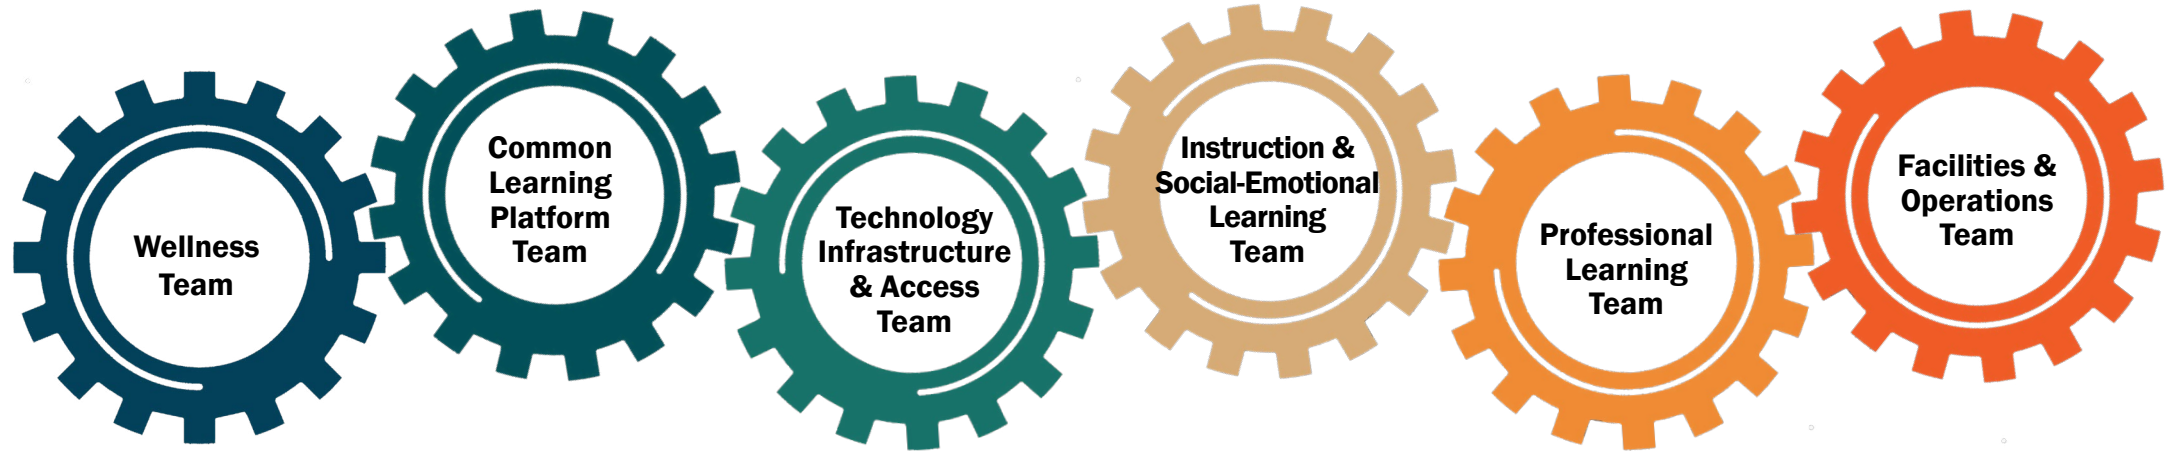 Wellness
Team
Common
Learning
Platform
Team
Technology
Infrastructure
& Access
Team
Instruction &
Social-Emotional
Learning
Team
Professional
Learning
Team
Facilities &
Operations
Team